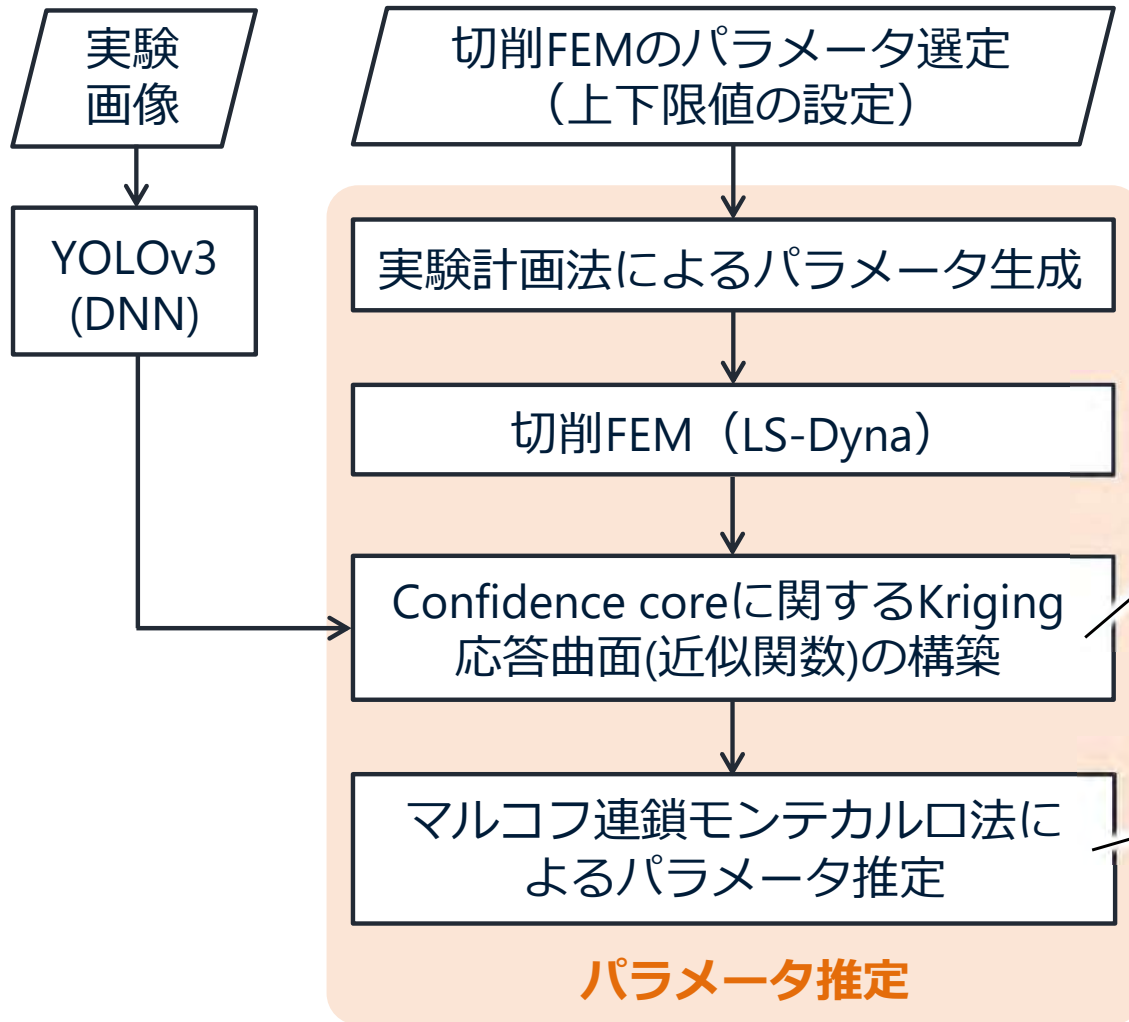 実験
画像
切削FEMのパラメータ選定
（上下限値の設定）
YOLOv3
(DNN)
実験計画法によるパラメータ生成
切削FEM（LS-Dyna）
Confidence coreに関するKriging
応答曲面(近似関数)の構築
マルコフ連鎖モンテカルロ法に
よるパラメータ推定
パラメータ推定